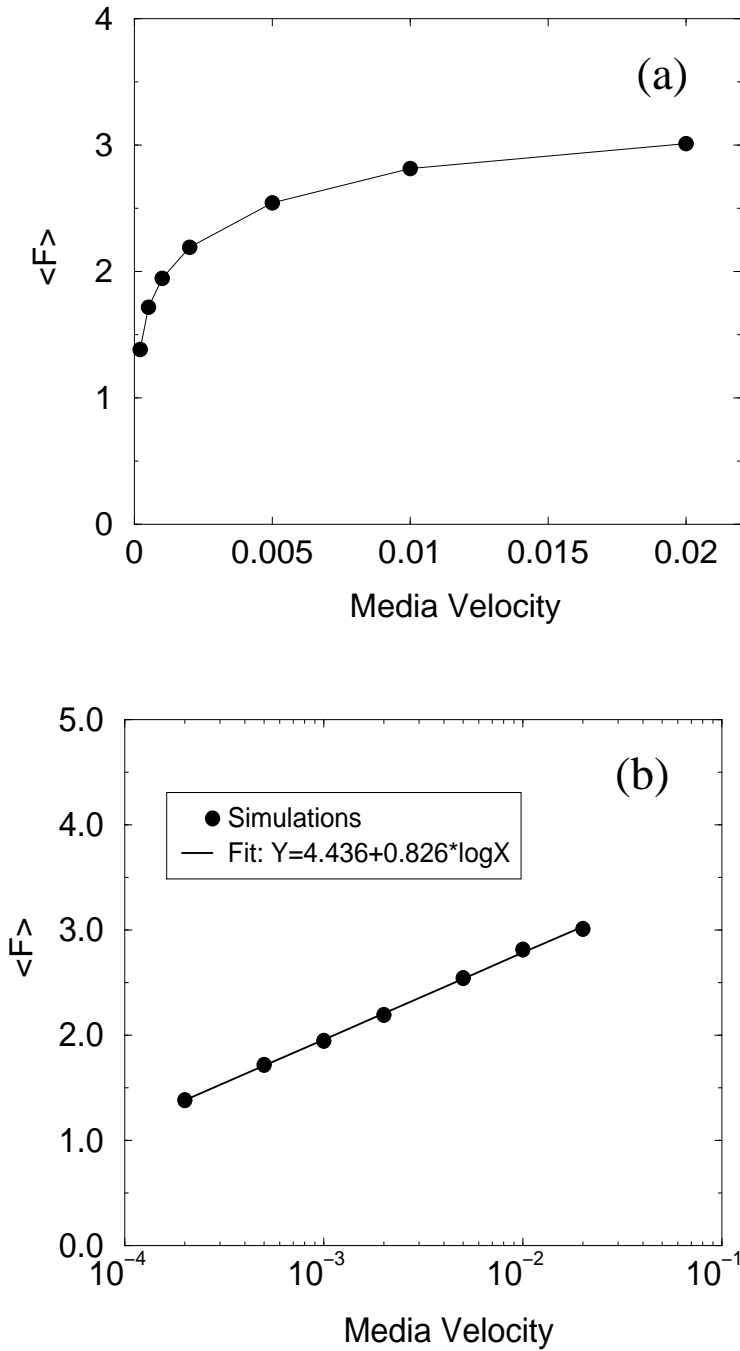 4
(a)
3
<F>
2
1
0
0 0.005 0.01 0.015 0.02
Media Velocity
5.0
(b)
Simulations
4.0
Fit: Y=4.436+0.826*logX
3.0
<F>
2.0
1.0
0.0
10⁻⁴ 10⁻³ 10⁻² 10⁻¹
Media Velocity